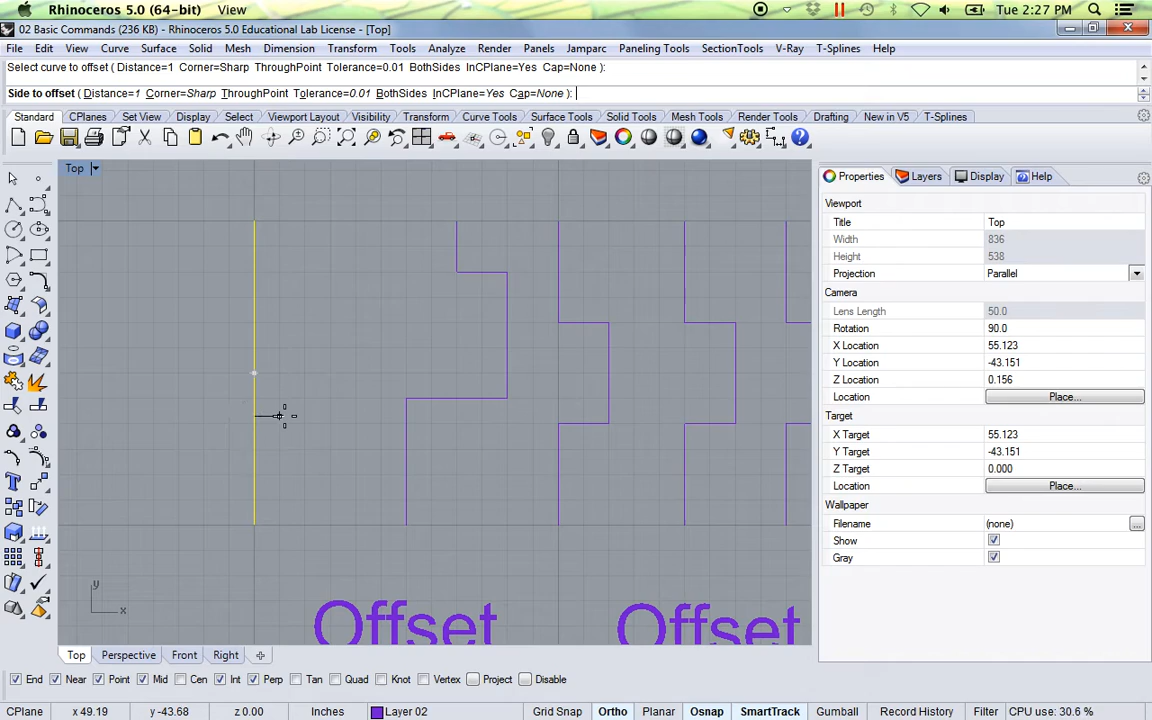 Rhinoceros 5.0 (64-bit) View Tue 2:27 PM
02 Basic Commands (236 KB) - Rhinoceros 5.0 Educational Lab License - [Top]
File Edit View Curve Surface Solid Mesh Dimension Transform Tools Analyze Render Panels Jamparc Paneling Tools SectionTools V-Ray T-Splines Help
Select curve to offset ( Distance=1 Corner=Sharp ThroughPoint Tolerance=0.01 BothSides InCPlane=Yes Cap=None ):
Side to offset ( Distance=1 Corner=Sharp ThroughPoint Tolerance=0.01 BothSides InCPlane=Yes Cap=None ):
Standard CPlanes Set View Display Select Viewport Layout Visibility Transform Curve Tools Surface Tools Solid Tools Mesh Tools Render Tools Drafting New in V5 T-Splines
Top
Properties Layers Display Help
Viewport
Title Top
Width 836
Height 538
Projection Parallel
Camera
Lens Length 50.0
Rotation 90.0
X Location 55.123
Y Location -43.151
Z Location 0.156
Location Place...
Target
X Target 55.123
Y Target -43.151
Z Target 0.000
Location Place...
Wallpaper
Filename (none) ...
Show
Gray
y
x
Offset Offset
Top Perspective Front Right
End Near Point Mid Cen Int Perp Tan Quad Knot Vertex Project Disable
CPlane x 49.19 y -43.68 z 0.00 Inches Layer 02 Grid Snap Ortho Planar Osnap SmartTrack Gumball Record History Filter CPU use: 30.6 %